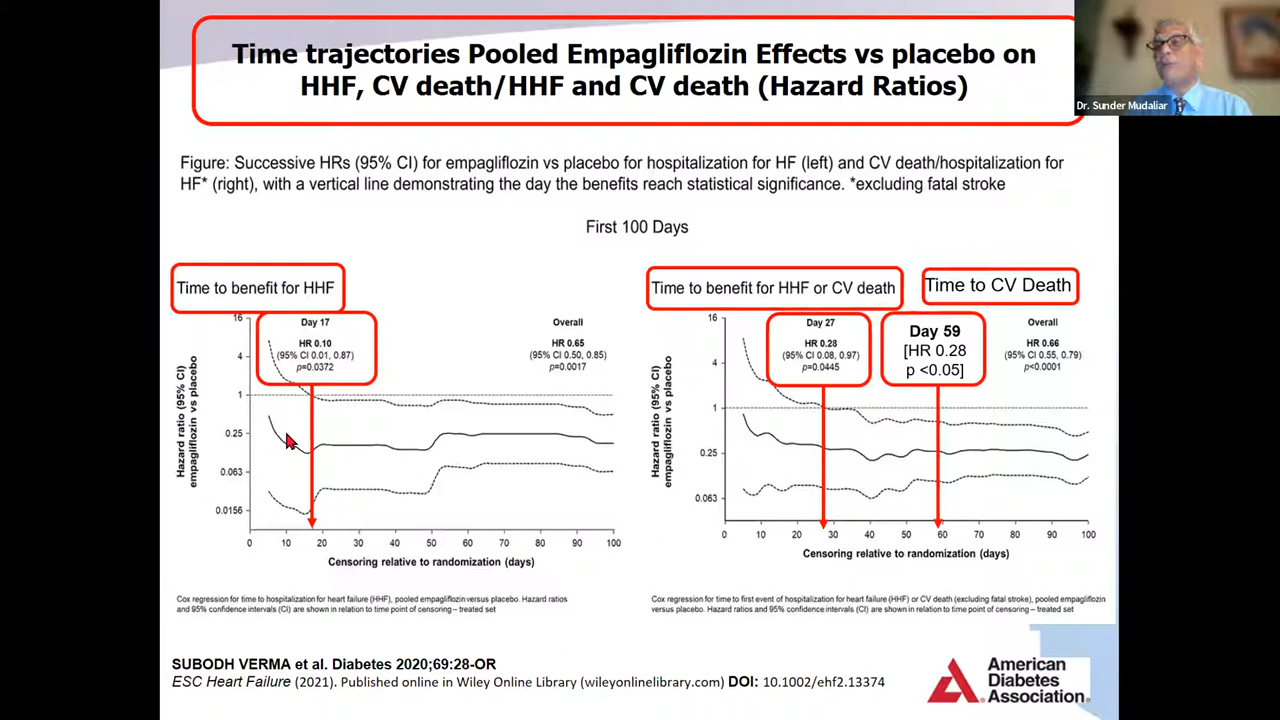 Time trajectories Pooled Empagliflozin Effects vs placebo on
HHF, CV death/HHF and CV death (Hazard Ratios)
Dr. Sunder Mudaliar
Figure: Successive HRs (95% CI) for empagliflozin vs placebo for hospitalization for HF (left) and CV death/hospitalization for
HF* (right), with a vertical line demonstrating the day the benefits reach statistical significance. *excluding fatal stroke
First 100 Days
Time to benefit for HHF
Day 17
HR 0.10
(95% CI 0.01, 0.87)
p=0.0372
Overall
HR 0.65
(95% CI 0.50, 0.85)
p=0.0017
Hazard ratio (95% CI)
empagliflozin vs placebo
16
4
1
0.25
0.063
0.0156
0 10 20 30 40 50 60 70 80 90 100
Censoring relative to randomization (days)
Cox regression for time to hospitalization for heart failure (HHF), pooled empagliflozin versus placebo. Hazard ratios
and 95% confidence intervals (CI) are shown in relation to time point of censoring – treated set
Time to benefit for HHF or CV death
Time to CV Death
Day 27
HR 0.28
(95% CI 0.08, 0.97)
p=0.0445
Day 59
[HR 0.28
p <0.05]
Overall
HR 0.66
(95% CI 0.55, 0.79)
p<0.0001
Hazard ratio (95% CI)
empagliflozin vs placebo
16
4
1
0.25
0.063
0 10 20 30 40 50 60 70 80 90 100
Censoring relative to randomization (days)
Cox regression for time to first event of hospitalization for heart failure (HHF) or CV death (excluding fatal stroke), pooled empagliflozin
versus placebo. Hazard ratios and 95% confidence intervals (CI) are shown in relation to time point of censoring – treated set
SUBODH VERMA et al. Diabetes 2020;69:28-OR
ESC Heart Failure (2021). Published online in Wiley Online Library (wileyonlinelibrary.com) DOI: 10.1002/ehf2.13374
American
Diabetes
Association®